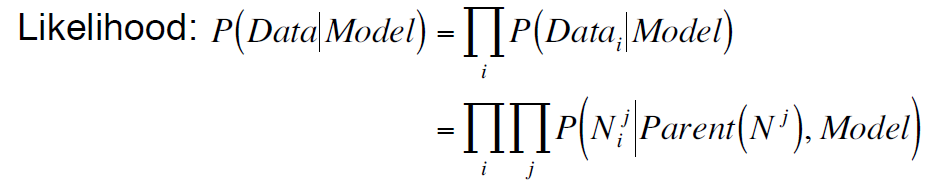 Likelihood: P(Data|Model) = ∏_i P(Data_i|Model)
= ∏_i ∏_j P(N_i^j|Parent(N^j), Model)